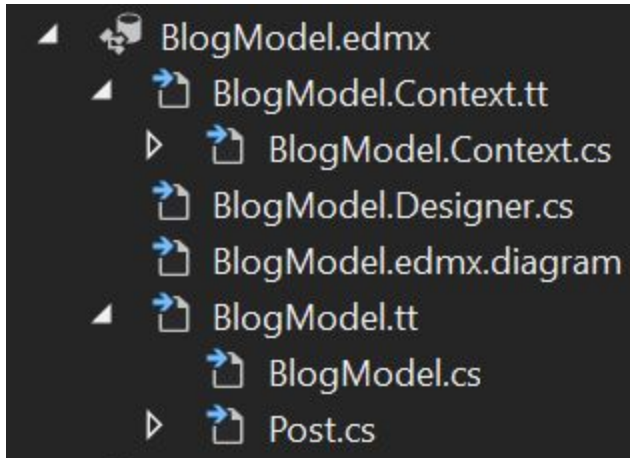 BlogModel.edmx
BlogModel.Context.tt
BlogModel.Context.cs
BlogModel.Designer.cs
BlogModel.edmx.diagram
BlogModel.tt
BlogModel.cs
Post.cs